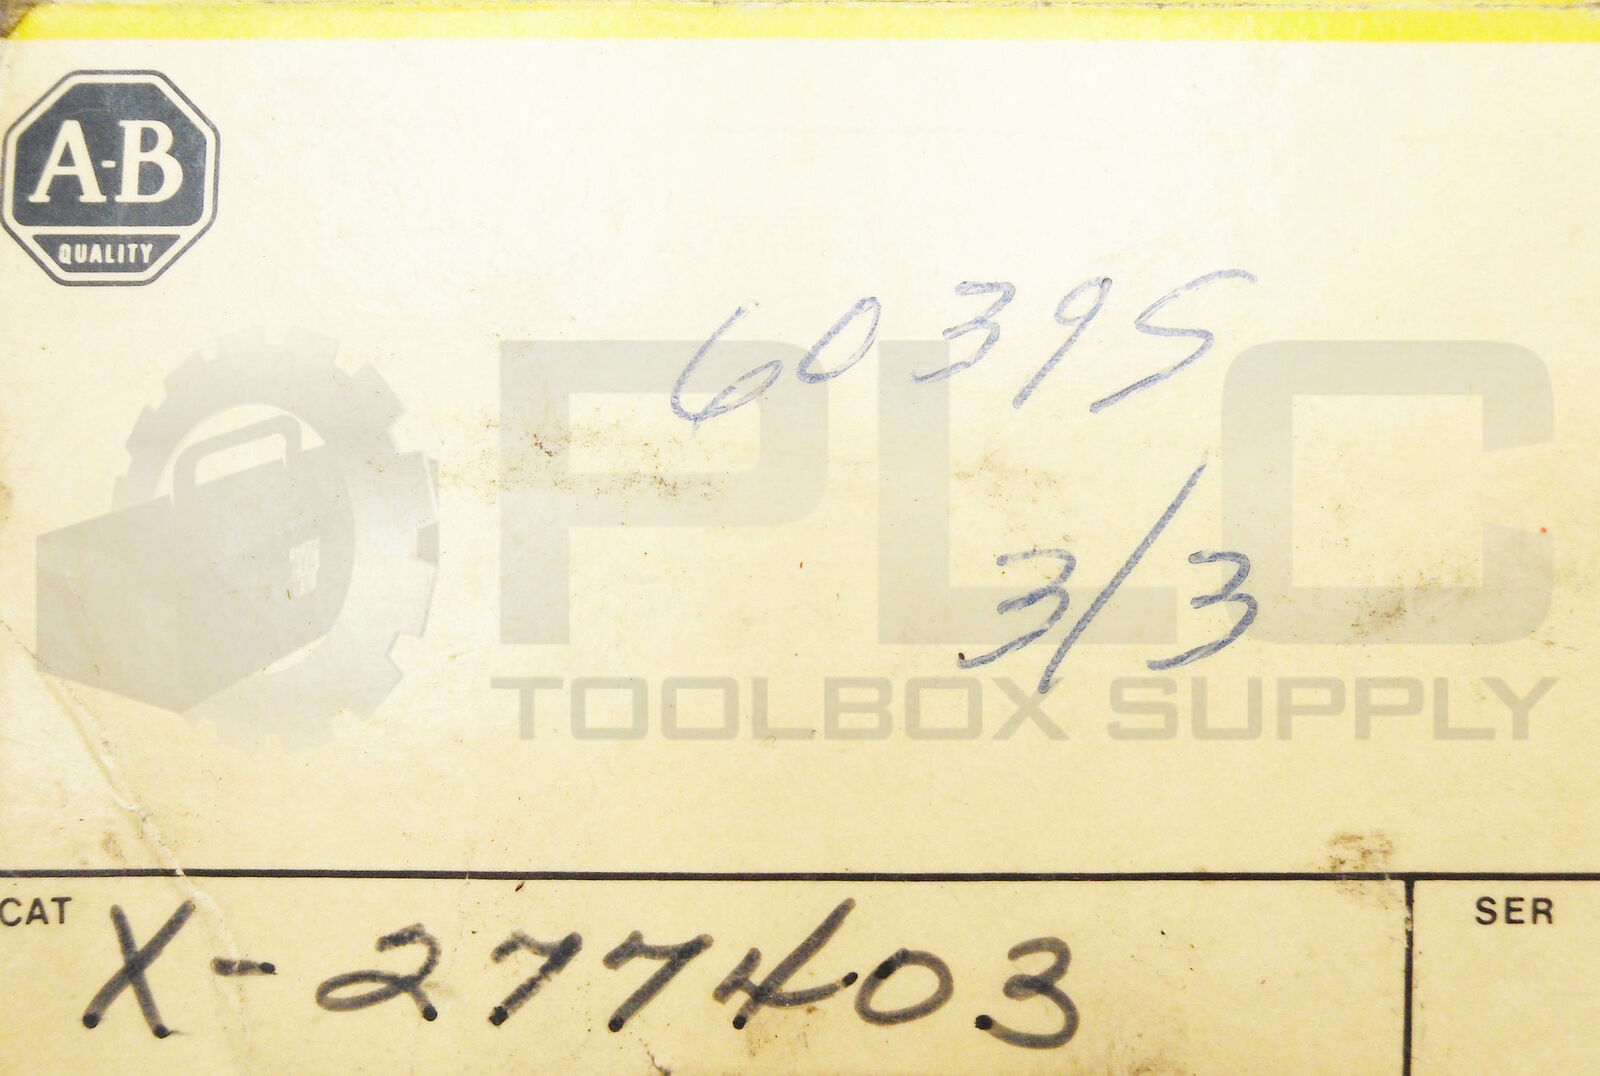 A-B
QUALITY
60395
3/3
PLC
TOOLBOX SUPPLY
CAT X-277403
SER